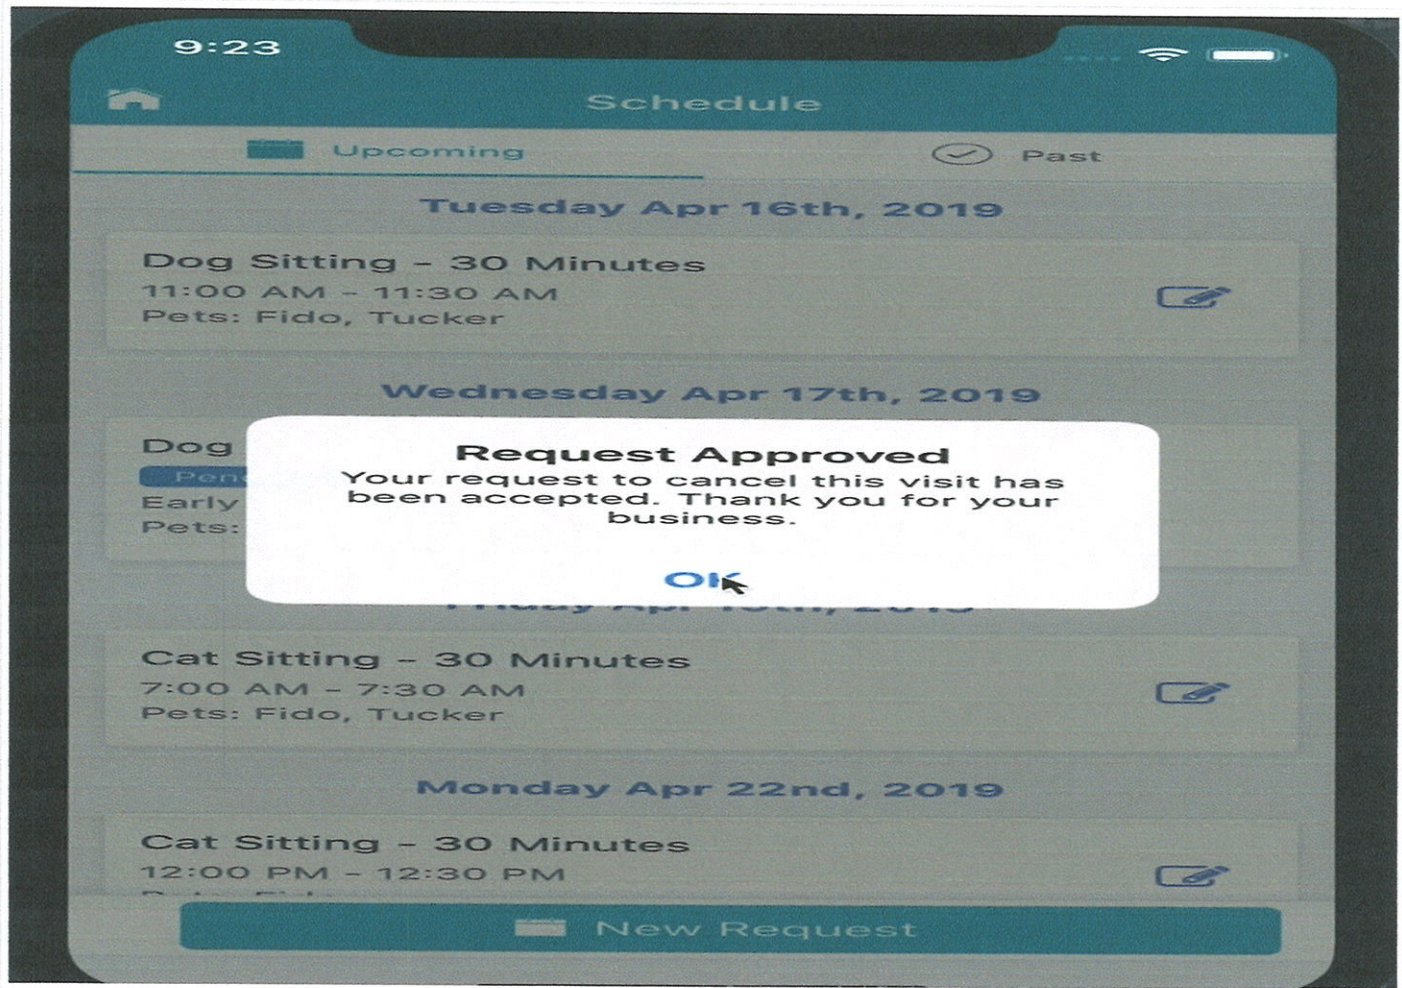 9:23
Schedule
Upcoming
Past
Tuesday Apr 16th, 2019
Dog Sitting - 30 Minutes
11:00 AM - 11:30 AM
Pets: Fido, Tucker
Wednesday Apr 17th, 2019
Dog
Early
Pets:
Request Approved
Your request to cancel this visit has
been accepted. Thank you for your
business.
OK
Cat Sitting - 30 Minutes
7:00 AM - 7:30 AM
Pets: Fido, Tucker
Monday Apr 22nd, 2019
Cat Sitting - 30 Minutes
12:00 PM - 12:30 PM
New Request